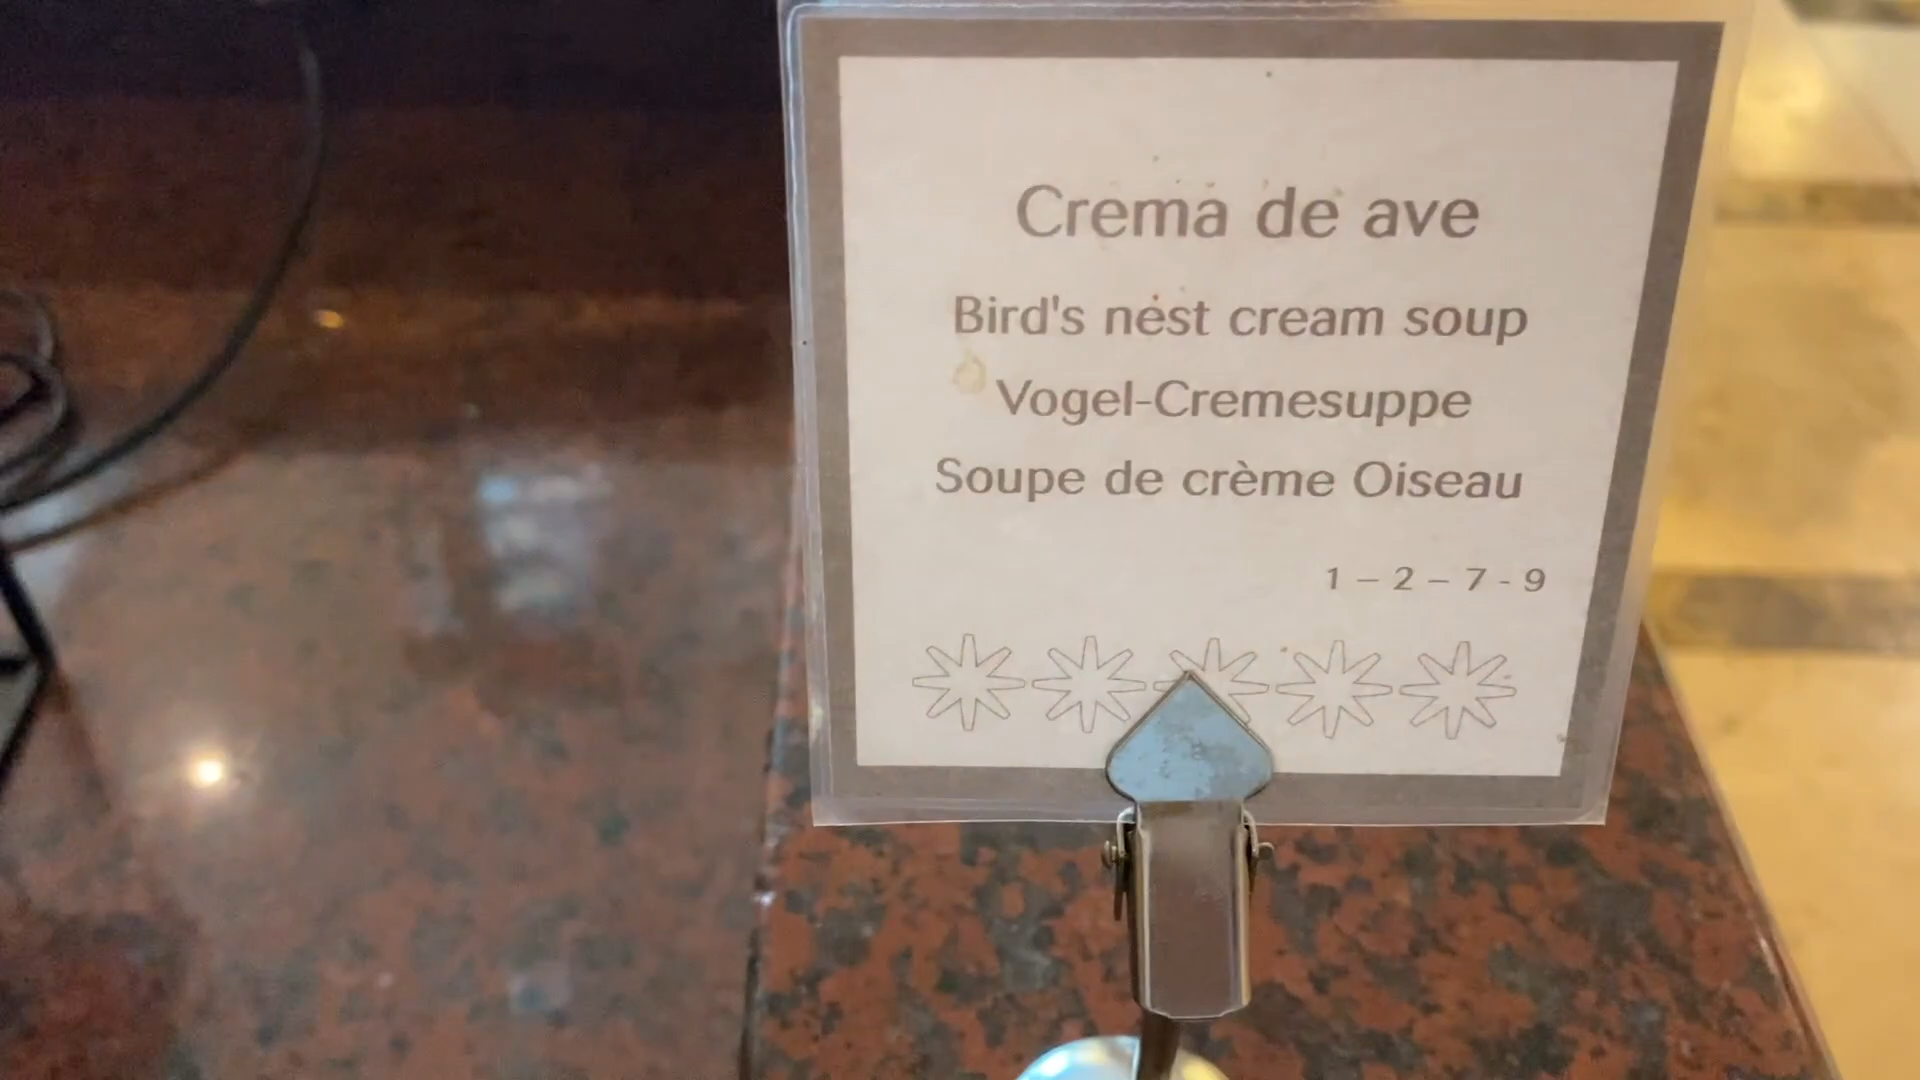 Crema de ave
Bird's nest cream soup
Vogel-Cremesuppe
Soupe de crème Oiseau
1 – 2 – 7 - 9